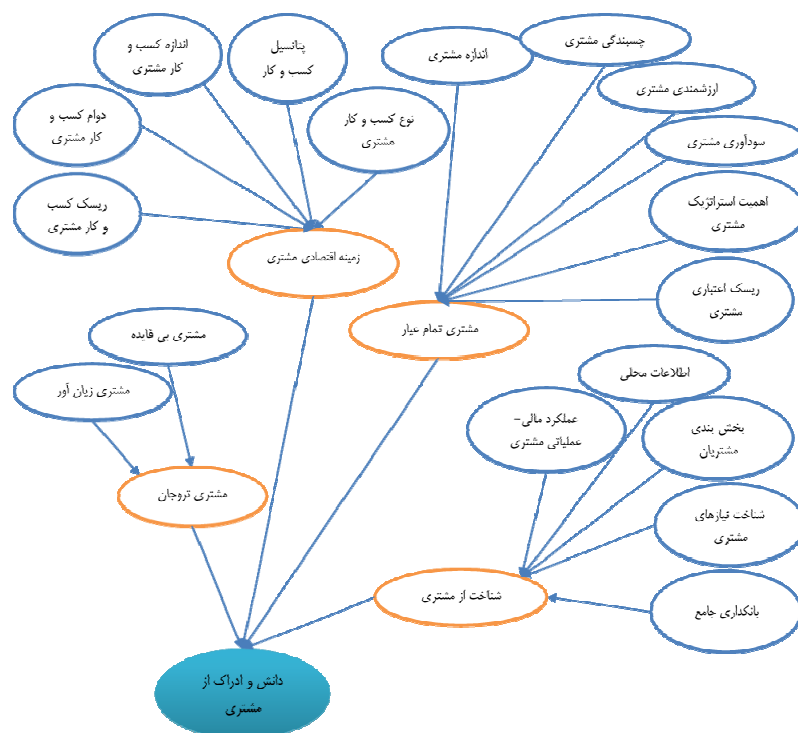 اندازه کسب و
کار مشتری
پتانسیل
کسب و کار
اندازه مشتری
چسبندگی مشتری
ارزشمندی مشتری
دوام کسب و
کار مشتری
نوع کسب و کار
مشتری
سودآوری مشتری
ریسک کسب
و کار مشتری
اهمیت استراتژیک
مشتری
زمینه اقتصادی مشتری
ریسک اعتباری
مشتری
مشتری تمام عیار
مشتری بی فایده
مشتری زیان آور
اطلاعات محلی
عملکرد مالی-
عملیاتی مشتری
بخش بندی
مشتریان
مشتری تروجان
شناخت نیازهای
مشتری
شناخت از مشتری
بانکداری جامع
دانش و ادراک از
مشتری